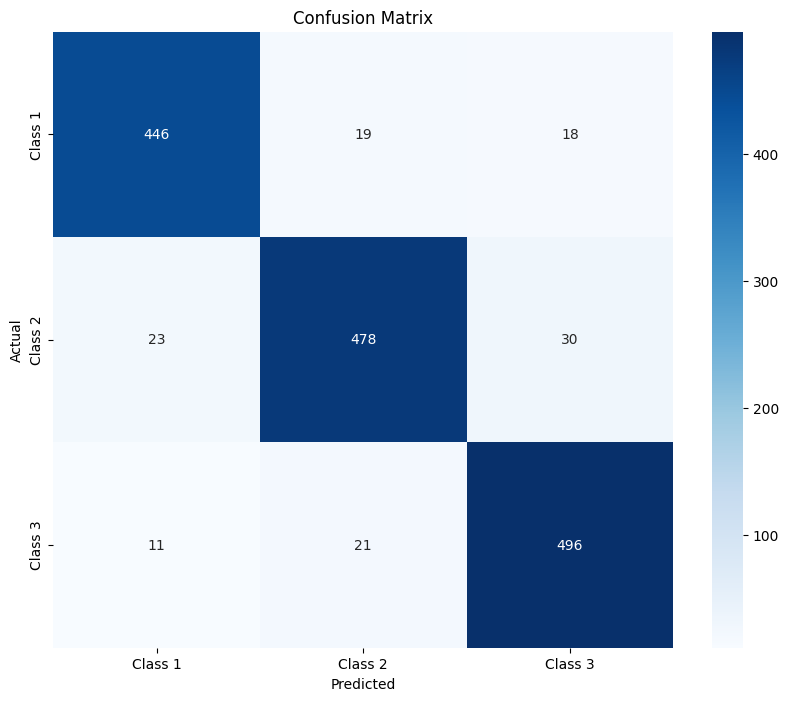 Confusion Matrix
Actual
Class 1
446 19 18
Class 2
23 478 30
Class 3
11 21 496
Class 1 Class 2 Class 3
Predicted
400
300
200
100